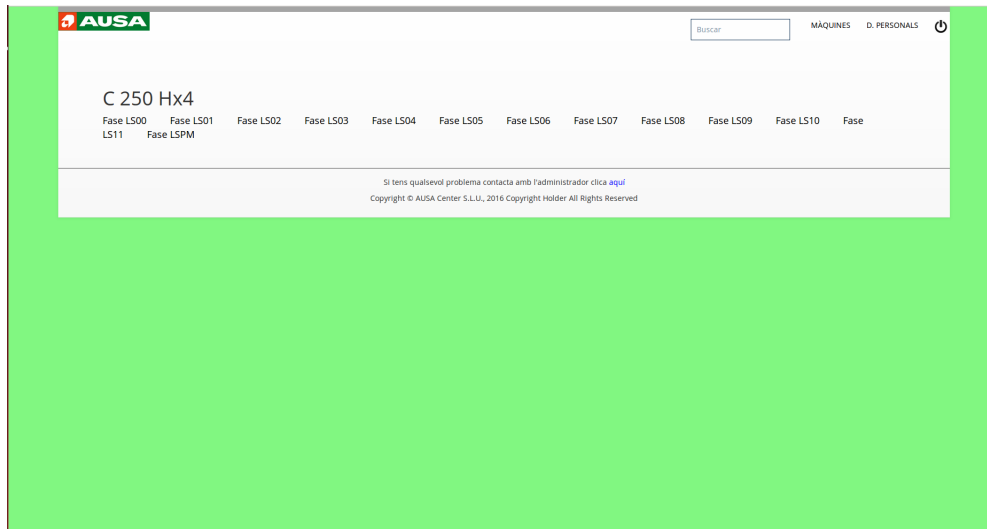 AUSA
Buscar
MÀQUINES D. PERSONALS
C 250 Hx4
Fase LS00 Fase LS01 Fase LS02 Fase LS03 Fase LS04 Fase LS05 Fase LS06 Fase LS07 Fase LS08 Fase LS09 Fase LS10 Fase
LS11 Fase LSPM
Si tens qualsevol problema contacta amb l'administrador clica aquí
Copyright © AUSA Center S.L.U., 2016 Copyright Holder All Rights Reserved